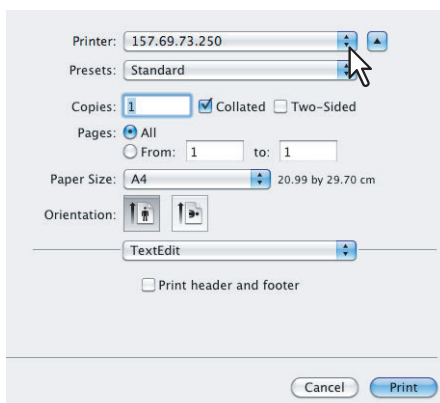 Printer: 157.69.73.250
Presets: Standard
Copies: 1 Collated Two-Sided
Pages: All
From: 1 to: 1
Paper Size: A4 20.99 by 29.70 cm
Orientation:
TextEdit
Print header and footer
Cancel Print